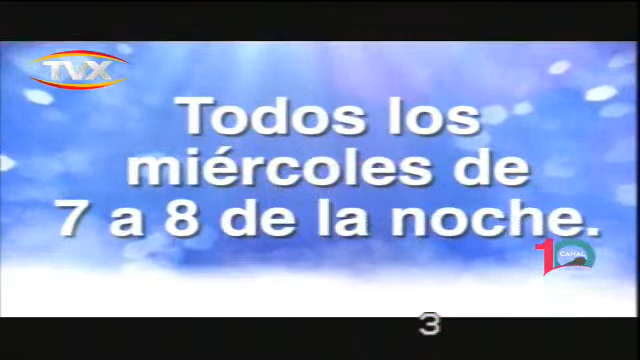 TVX
Todos los
miércoles de
7 a 8 de la noche.
10
CANAL
3